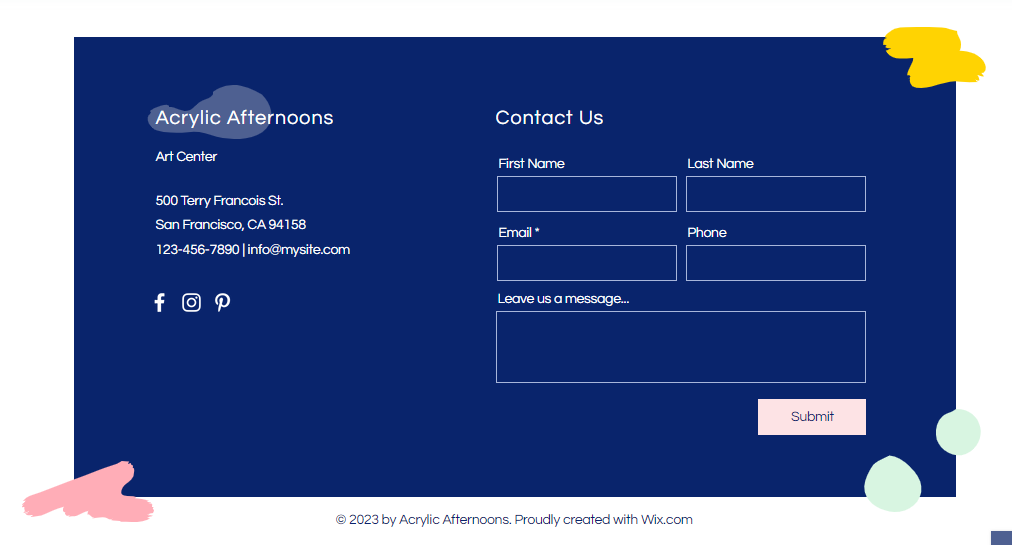 Acrylic Afternoons
Art Center
500 Terry Francois St.
San Francisco, CA 94158
123-456-7890 | info@mysite.com
Contact Us
First Name
Last Name
Email *
Phone
Leave us a message...
Submit
© 2023 by Acrylic Afternoons. Proudly created with Wix.com